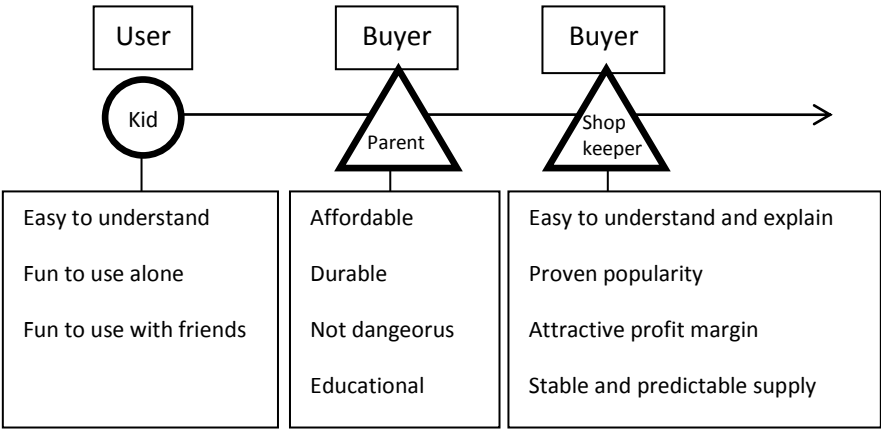 User
Buyer
Buyer
Kid
Parent
Shop
keeper
Easy to understand
Fun to use alone
Fun to use with friends
Affordable
Durable
Not dangeorus
Educational
Easy to understand and explain
Proven popularity
Attractive profit margin
Stable and predictable supply